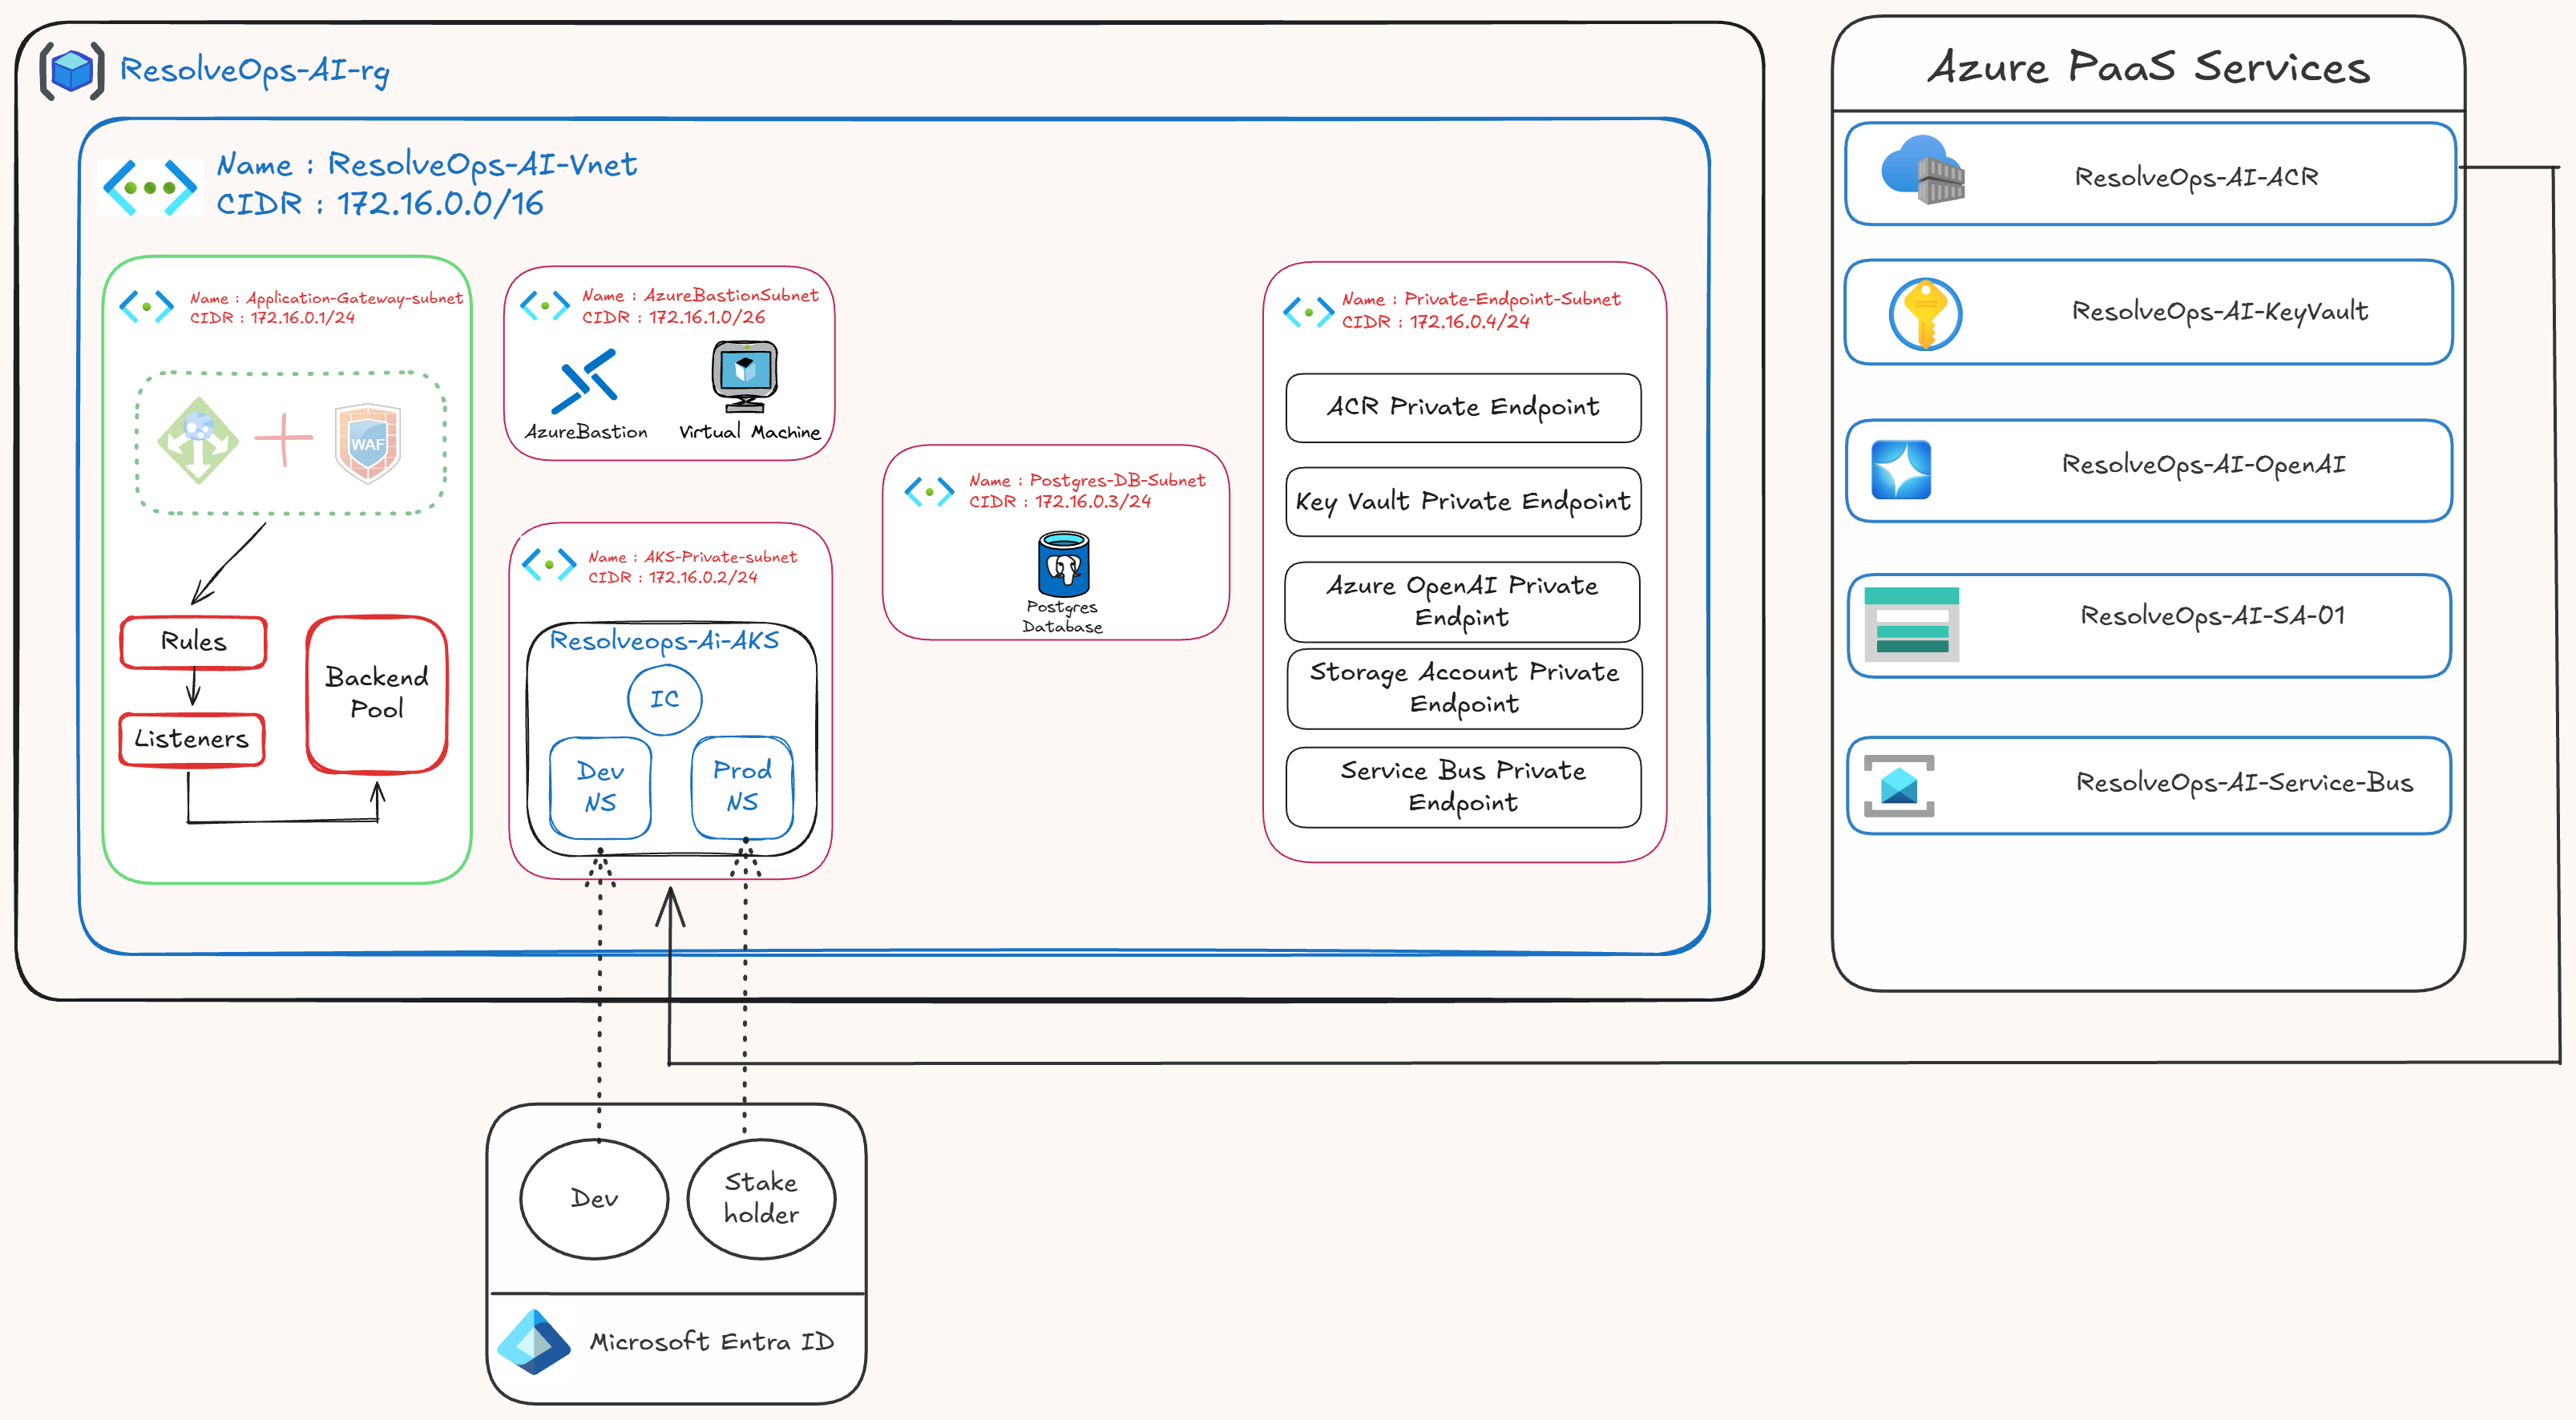 ResolveOps-AI-rg
Name : ResolveOps-AI-Vnet
CIDR : 172.16.0.0/16
Name : Application-Gateway-subnet
CIDR : 172.16.0.1/24
WAF
Rules
Listeners
Backend
Pool
Name : AzureBastionSubnet
CIDR : 172.16.1.0/26
AzureBastion
Virtual Machine
Name : AKS-Private-subnet
CIDR : 172.16.0.2/24
Resolveops-Ai-AKS
IC
Dev
NS
Prod
NS
Name : Postgres-DB-Subnet
CIDR : 172.16.0.3/24
Postgres
Database
Name : Private-Endpoint-Subnet
CIDR : 172.16.0.4/24
ACR Private Endpoint
Key Vault Private Endpoint
Azure OpenAI Private
Endpint
Storage Account Private
Endpoint
Service Bus Private
Endpoint
Azure PaaS Services
ResolveOps-AI-ACR
ResolveOps-AI-KeyVault
ResolveOps-AI-OpenAI
ResolveOps-AI-SA-01
ResolveOps-AI-Service-Bus
Dev
Stake
holder
Microsoft Entra ID